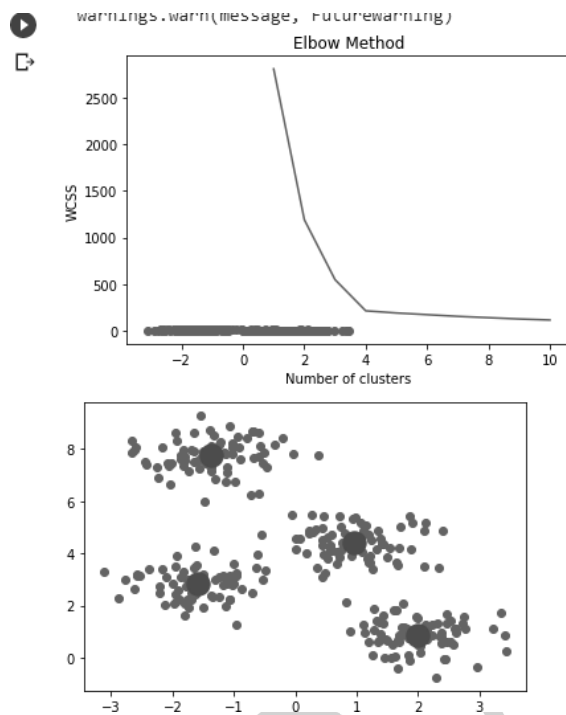 warnings.warn(message, FutureWarning)
Elbow Method
2500
2000
1500
1000
500
0
WCSS
−2 0 2 4 6 8 10
Number of clusters
8
6
4
2
0
−3 −2 −1 0 1 2 3